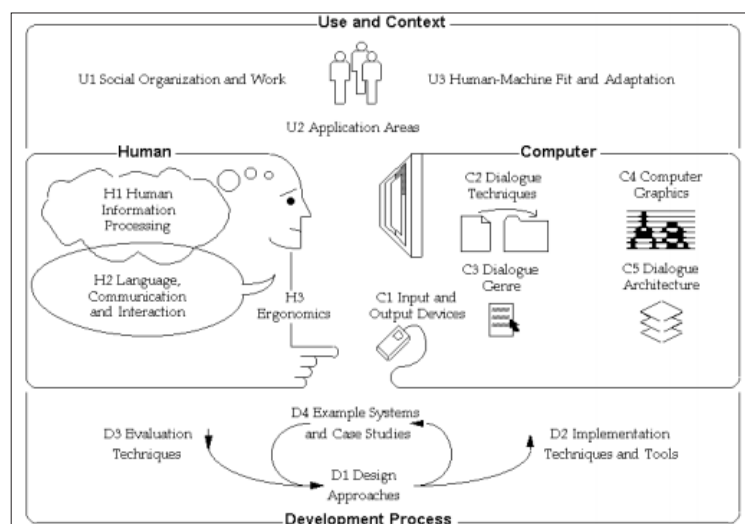 Use and Context
U1 Social Organization and Work
U3 Human-Machine Fit and Adaptation
U2 Application Areas
Human
H1 Human
Information
Processing
H2 Language,
Communication
and Interaction
H3
Ergonomics
Computer
C2 Dialogue
Techniques
C4 Computer
Graphics
Aa
C3 Dialogue
Genre
C5 Dialogue
Architecture
C1 Input and
Output Devices
D3 Evaluation
Techniques
D4 Example Systems
and Case Studies
D1 Design
Approaches
D2 Implementation
Techniques and Tools
Development Process